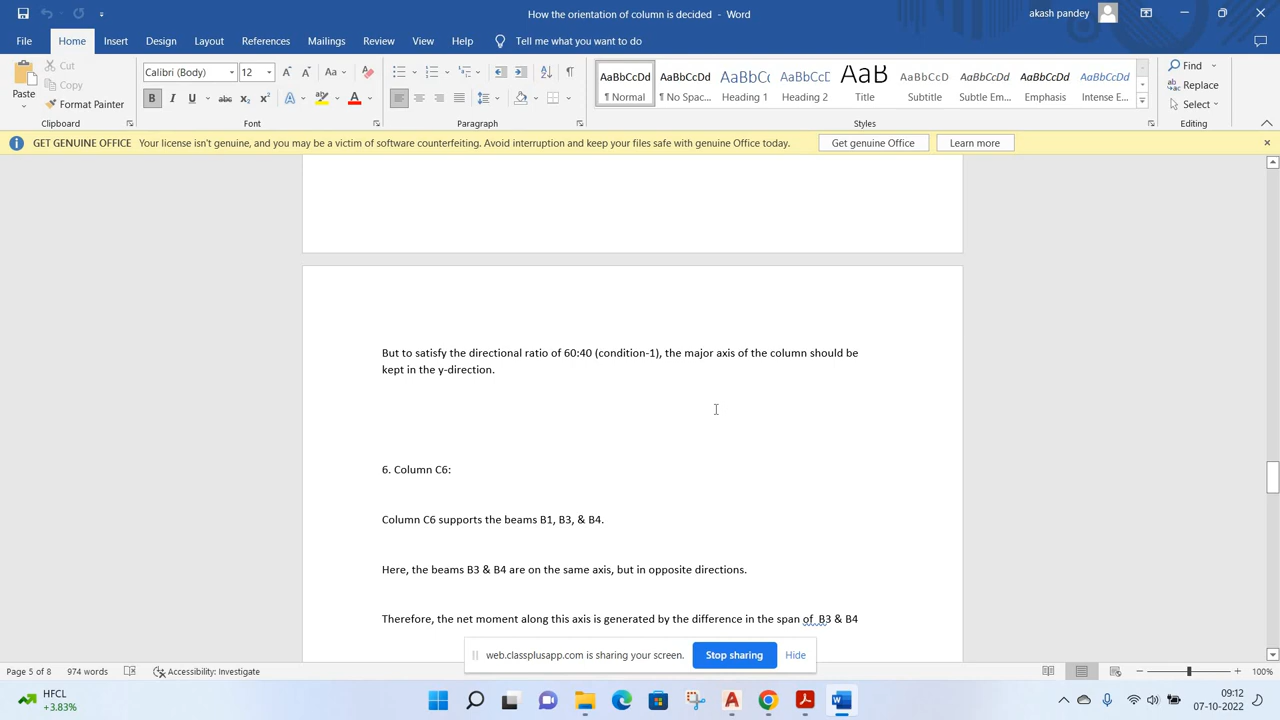 How the orientation of column is decided - Word
akash pandey
File Home Insert Design Layout References Mailings Review View Help Tell me what you want to do
Paste
Cut
Copy
Format Painter
Clipboard
Calibri (Body) 12
Font
Paragraph
AaBbCcDd AaBbCcDd AaBbCc AaBbCcC AaB AaBbCcD AaBbCcDd AaBbCcDd AaBbCcDd
¶ Normal ¶ No Spac... Heading 1 Heading 2 Title Subtitle Subtle Em... Emphasis Intense E...
Styles
Find
Replace
Select
Editing
GET GENUINE OFFICE Your license isn't genuine, and you may be a victim of software counterfeiting. Avoid interruption and keep your files safe with genuine Office today. Get genuine Office Learn more
But to satisfy the directional ratio of 60:40 (condition-1), the major axis of the column should be
kept in the y-direction.
6. Column C6:
Column C6 supports the beams B1, B3, & B4.
Here, the beams B3 & B4 are on the same axis, but in opposite directions.
Therefore, the net moment along this axis is generated by the difference in the span of B3 & B4
web.classplusapp.com is sharing your screen. Stop sharing Hide
Page 5 of 8 974 words Accessibility: Investigate 100%
HFCL
+3.83%
09:12
07-10-2022